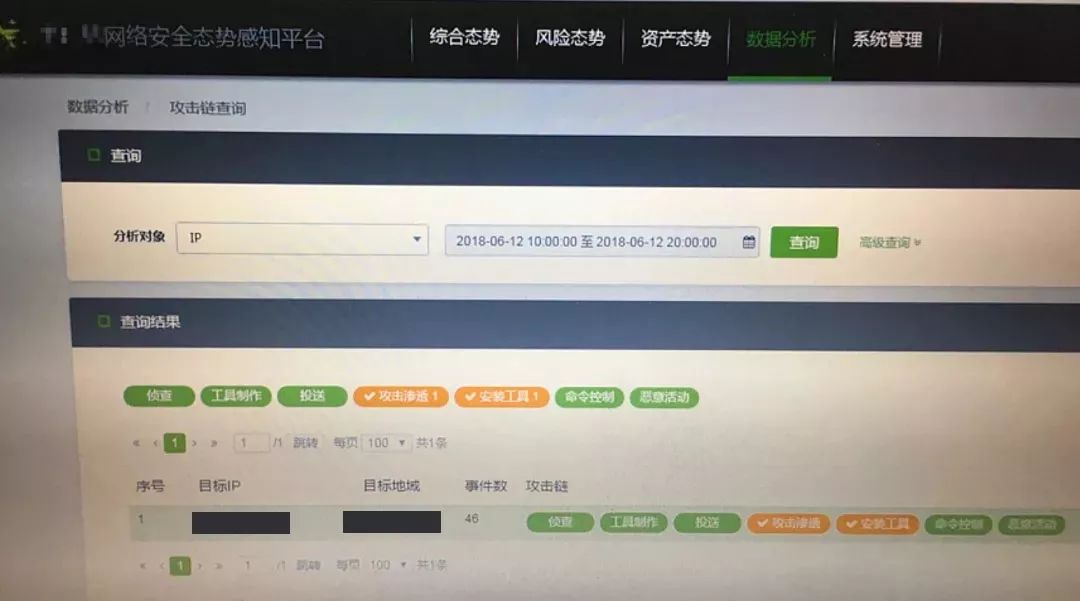 网络安全态势感知平台 综合态势 风险态势 资产态势 数据分析 系统管理
数据分析 / 攻击链查询
查询
分析对象 IP 2018-06-12 10:00:00 至 2018-06-12 20:00:00 查询 高级查询
查询结果
侦查 工具制作 投送 攻击渗透 1 安装工具 1 命令控制 恶意活动
« ‹ 1 › » 1 /1 跳转 每页 100 共1条
序号 目标IP 目标地域 事件数 攻击链
1 46 侦查 工具制作 投送 攻击渗透 安装工具 命令控制 恶意活动
« ‹ 1 › » 1 /1 跳转 每页 100 共1条